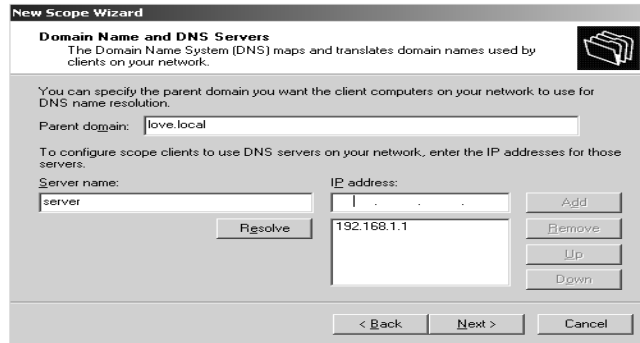 New Scope Wizard
Domain Name and DNS Servers
The Domain Name System (DNS) maps and translates domain names used by
clients on your network.
You can specify the parent domain you want the client computers on your network to use for
DNS name resolution.
Parent domain: love.local
To configure scope clients to use DNS servers on your network, enter the IP addresses for those
servers.
Server name: IP address:
server . . . Add
Resolve 192.168.1.1 Remove
Up
Down
< Back Next > Cancel